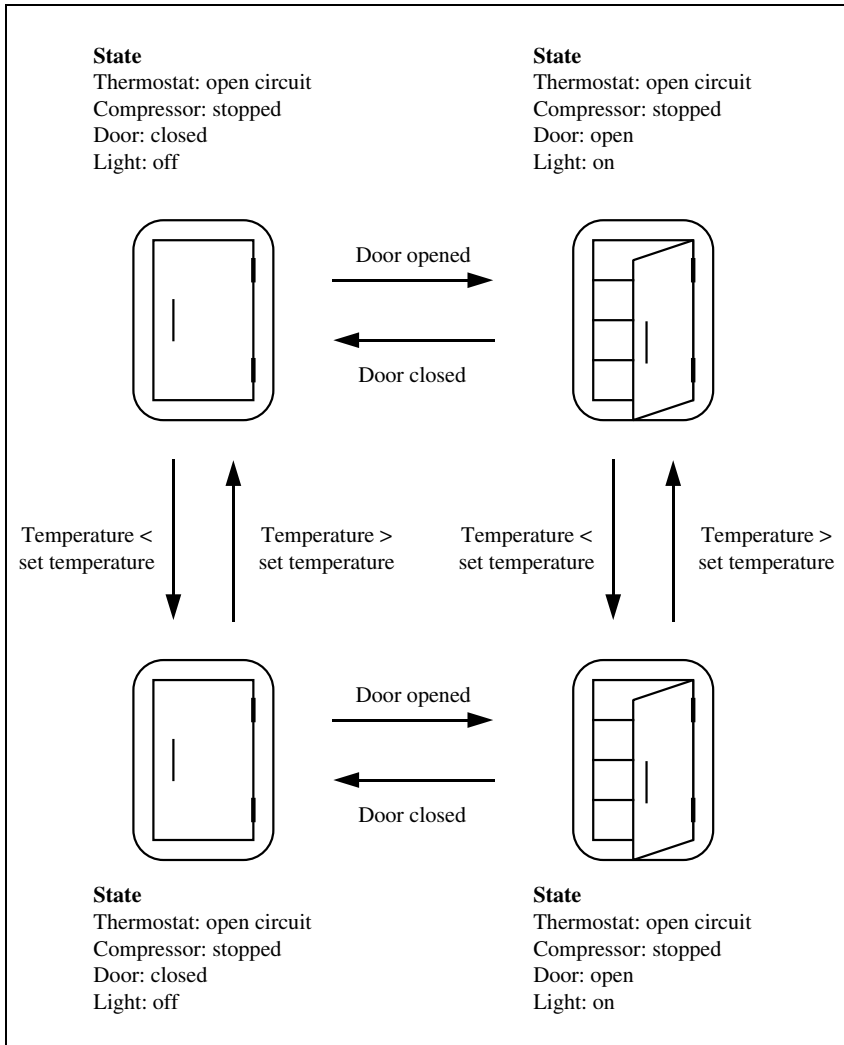 State
Thermostat: open circuit
Compressor: stopped
Door: closed
Light: off
State
Thermostat: open circuit
Compressor: stopped
Door: open
Light: on
Door opened
Door closed
Temperature <
set temperature
Temperature >
set temperature
Temperature <
set temperature
Temperature >
set temperature
Door opened
Door closed
State
Thermostat: open circuit
Compressor: stopped
Door: closed
Light: off
State
Thermostat: open circuit
Compressor: stopped
Door: open
Light: on